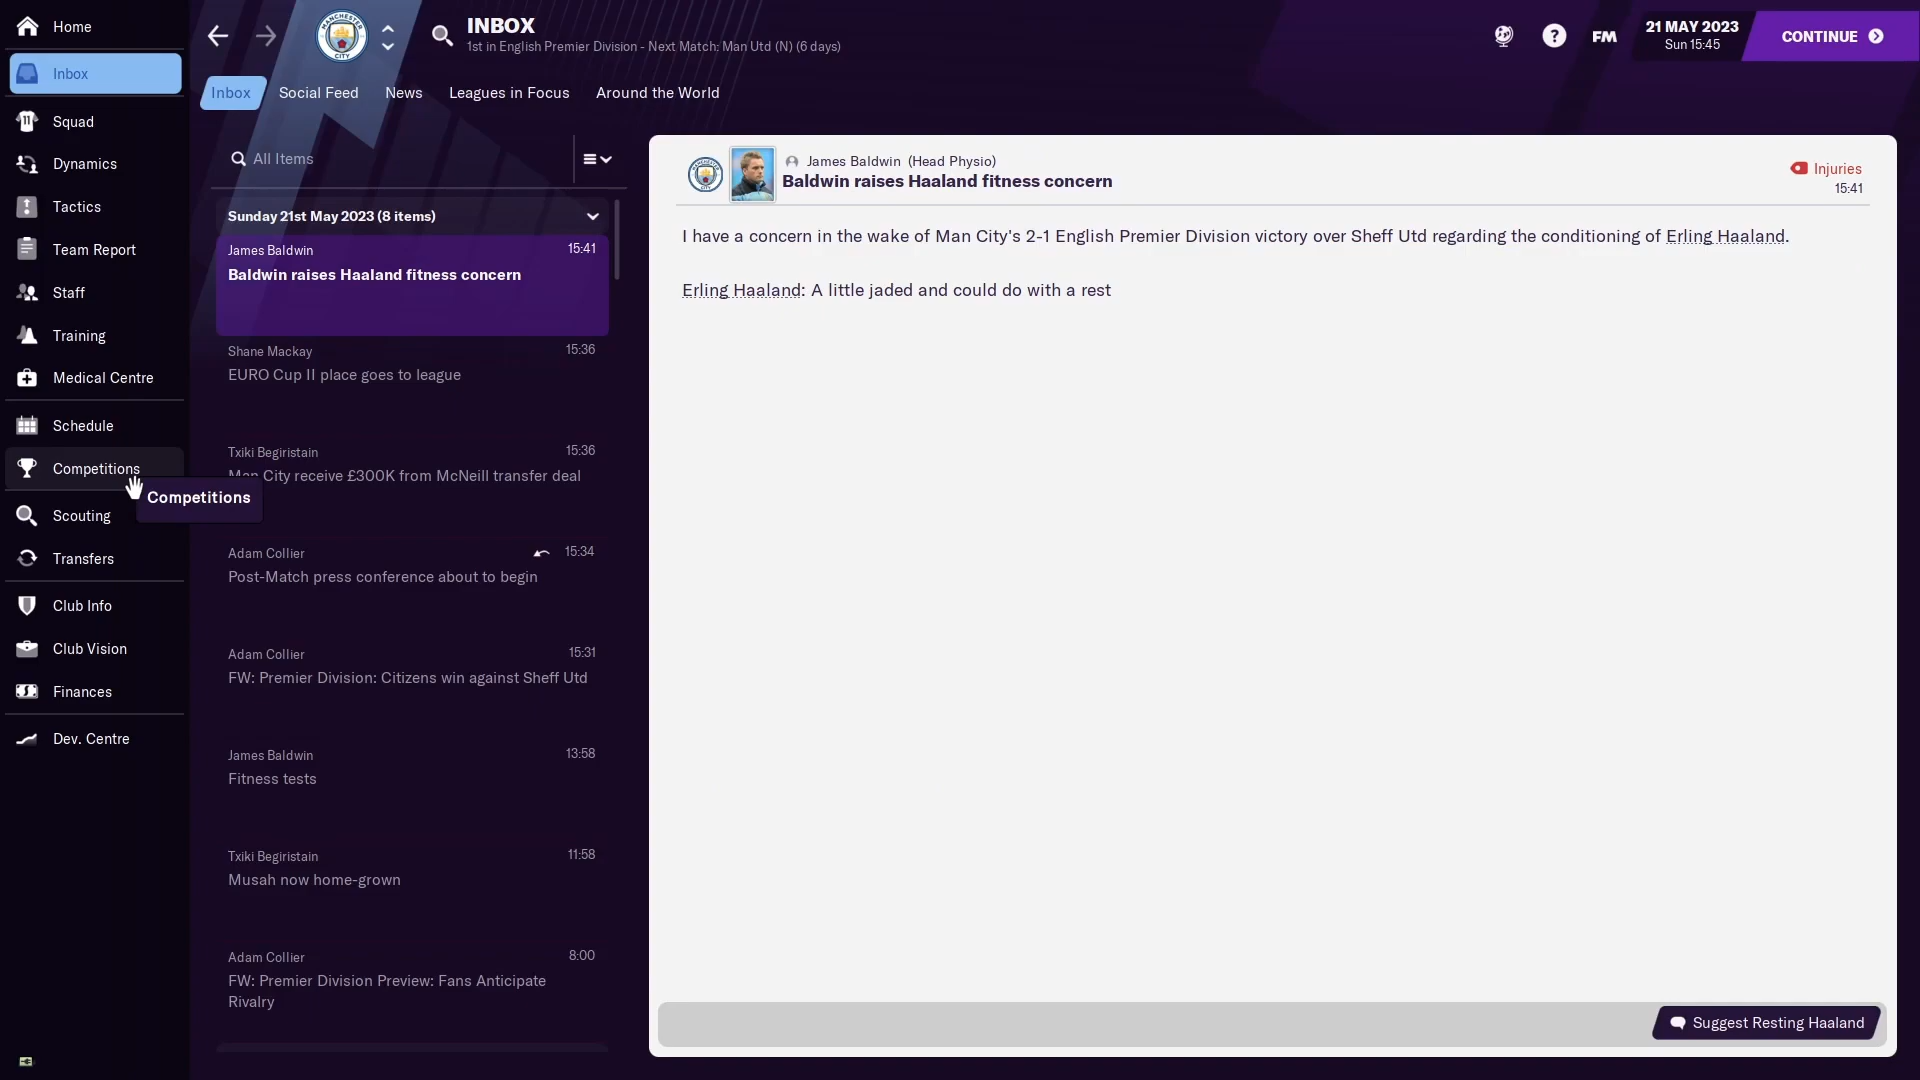 Home
Inbox
Squad
Dynamics
Tactics
Team Report
Staff
Training
Medical Centre
Schedule
Competitions
Competitions
Scouting
Transfers
Club Info
Club Vision
Finances
Dev. Centre
MANCHESTER
CITY
INBOX
1st in English Premier Division - Next Match: Man Utd (N) (6 days)
?
FM
21 MAY 2023
Sun 15:45
CONTINUE
Inbox
Social Feed
News
Leagues in Focus
Around the World
All Items
Sunday 21st May 2023 (8 items)
James Baldwin
15:41
Baldwin raises Haaland fitness concern
Shane Mackay
15:36
EURO Cup II place goes to league
Txiki Begiristain
15:36
Man City receive £300K from McNeill transfer deal
Adam Collier
15:34
Post-Match press conference about to begin
Adam Collier
15:31
FW: Premier Division: Citizens win against Sheff Utd
James Baldwin
13:58
Fitness tests
Txiki Begiristain
11:58
Musah now home-grown
Adam Collier
8:00
FW: Premier Division Preview: Fans Anticipate
Rivalry
James Baldwin (Head Physio)
Baldwin raises Haaland fitness concern
Injuries
15:41
I have a concern in the wake of Man City's 2-1 English Premier Division victory over Sheff Utd regarding the conditioning of Erling Haaland.
Erling Haaland: A little jaded and could do with a rest
Suggest Resting Haaland